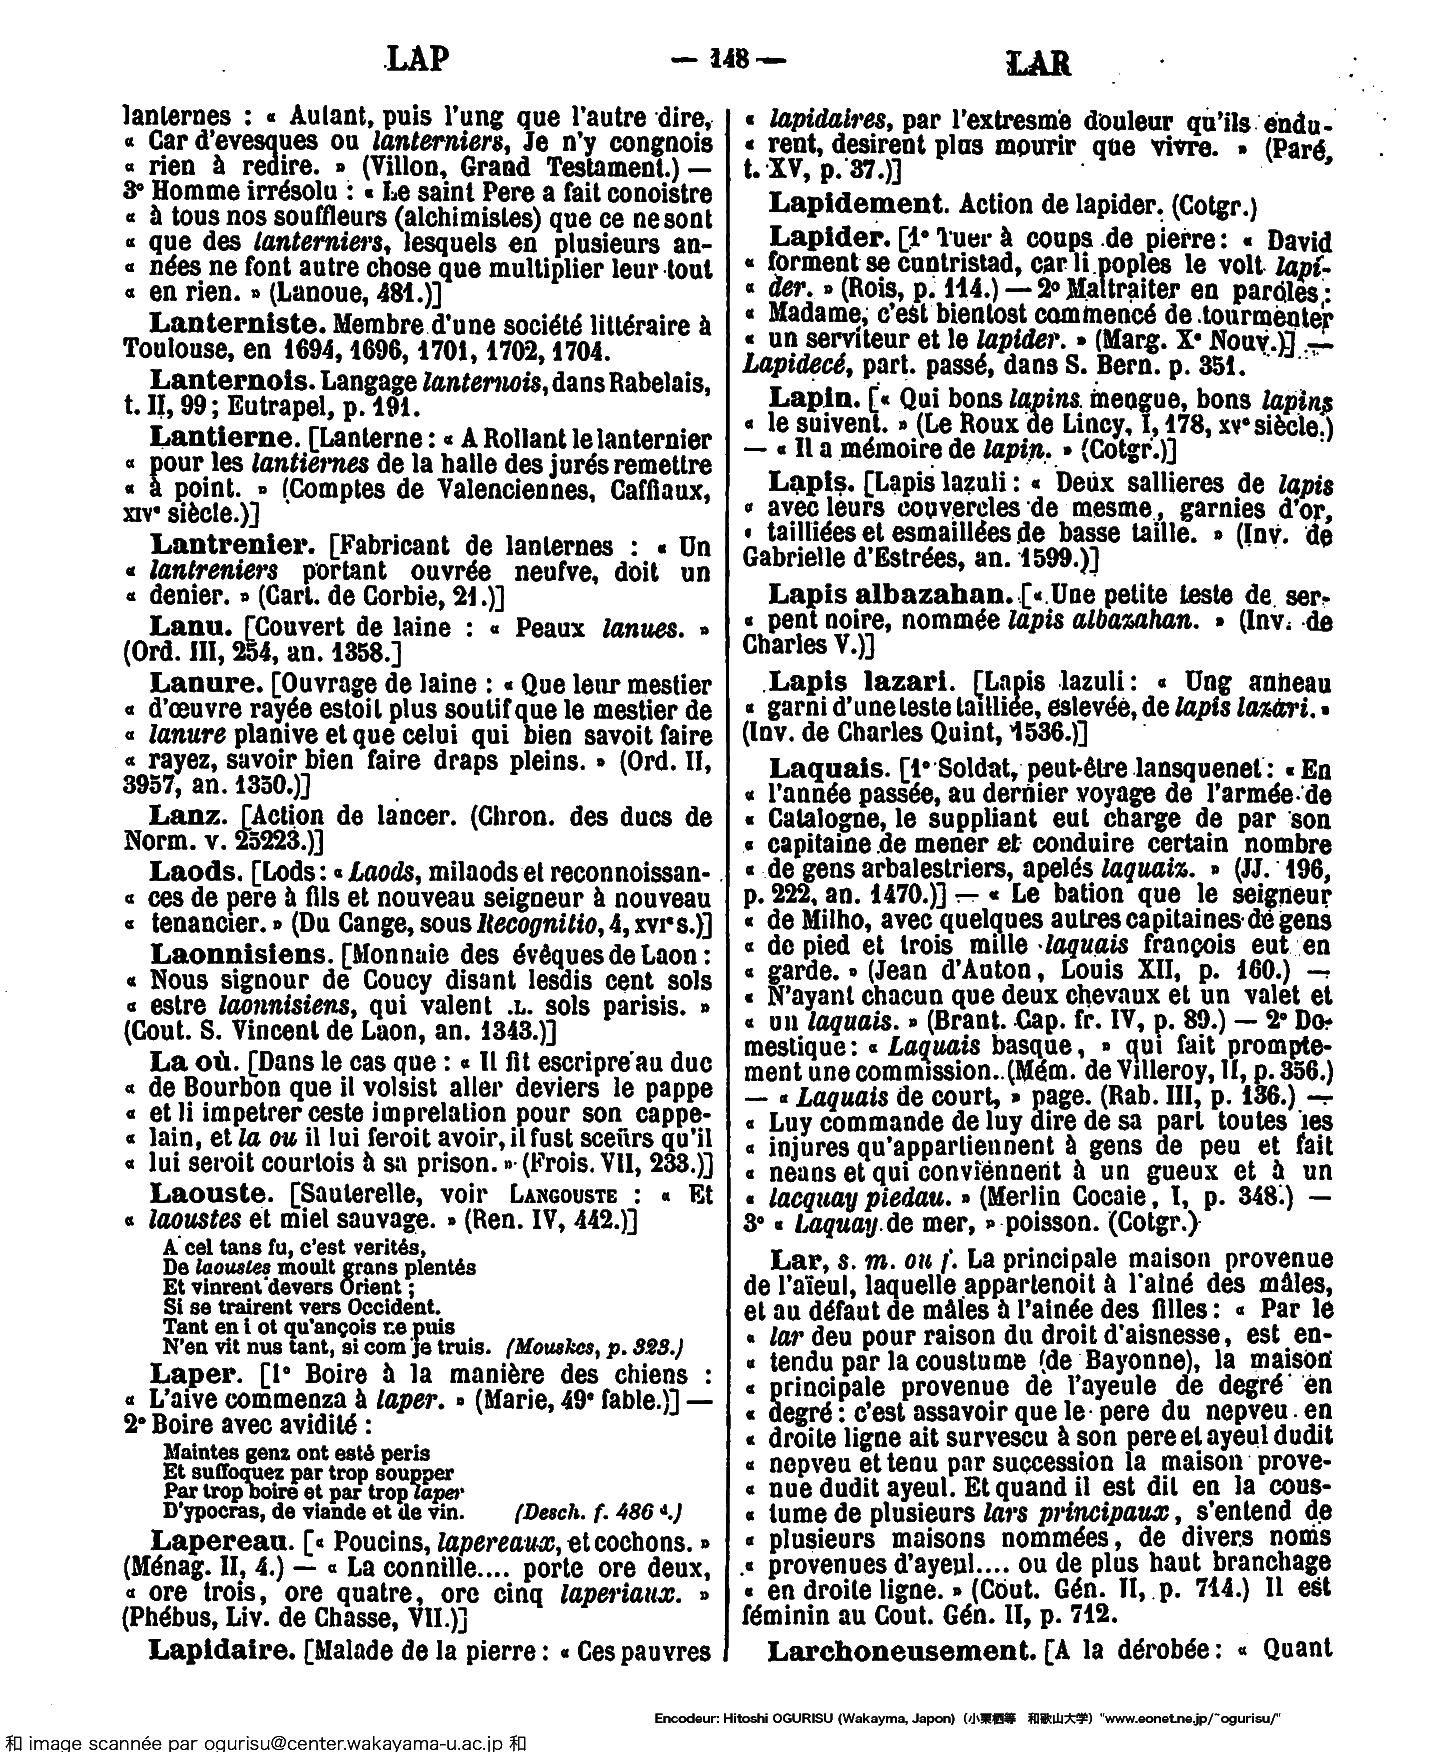 LAP
— 148 —
LAR
lanternes : « Autant, puis l'ung que l'autre dire,
« Car d'evesques ou lanterniers, Je n'y congnois
« rien à redire. » (Villon, Grand Testament.) —
3° Homme irrésolu : « Le saint Pere a fait conoistre
« à tous nos souffleurs (alchimistes) que ce ne sont
« que des lanterniers, lesquels en plusieurs an-
« nées ne font autre chose que multiplier leur tout
« en rien. » (Lanoue, 481.)]
Lanterniste. Membre d'une société littéraire à
Toulouse, en 1694, 1696, 1701, 1702, 1704.
Lanternois. Langage lanternois, dans Rabelais,
t. II, 99 ; Eutrapel, p. 191.
Lantierne. [Lanterne : « A Rollant le lanternier
« pour les lantiernes de la halle des jurés remettre
« à point. » (Comptes de Valenciennes, Caffiaux,
XIVe siècle.)]
Lantrenier. [Fabricant de lanternes : « Un
« lantreniers portant ouvrée neufve, doit un
« denier. » (Cart. de Corbie, 21.)]
Lanu. [Couvert de laine : « Peaux lanues. »
(Ord. III, 254, an. 1358.]
Lanure. [Ouvrage de laine : « Que leur mestier
« d'œuvre rayée estoit plus soutif que le mestier de
« lanure planive et que celui qui bien savoit faire
« rayez, savoir bien faire draps pleins. » (Ord. II,
3957, an. 1350.)]
Lanz. [Action de lancer. (Chron. des ducs de
Norm. v. 25223.)]
Laods. [Lods : « Laods, milaods et reconnoissan-
« ces de pere à fils et nouveau seigneur à nouveau
« tenancier. » (Du Cange, sous Recognitio, 4, XVIe s.)]
Laonnisiens. [Monnaie des évêques de Laon :
« Nous signour de Coucy disant lesdis cent sols
« estre laonnisiens, qui valent .L. sols parisis. »
(Cout. S. Vincent de Laon, an. 1343.)]
La où. [Dans le cas que : « Il fit escripre au duc
« de Bourbon que il volsist aller deviers le pappe
« et li impetrer ceste imprelation pour son cappe-
« lain, et la ou il lui feroit avoir, il fust sceürs qu'il
« lui seroit courtois à sa prison. » (Frois. VII, 233.)]
Laouste. [Sauterelle, voir LANGOUSTE : « Et
« laoustes et miel sauvage. » (Ren. IV, 442.)]
A cel tans fu, c'est verités,
De laoustes moult grans plentés
Et vinrent devers Orient ;
Si se trairent vers Occident.
Tant en i ot qu'ançois ne puis
N'en vit nus tant, si com je truis. (Mouskes, p. 323.)
Laper. [1° Boire à la manière des chiens :
« L'aive commenza à laper. » (Marie, 49e fable.)] —
2° Boire avec avidité :
Maintes genz ont esté peris
Et suffoquez par trop soupper
Par trop boire et par trop laper
D'ypocras, de viande et de vin. (Desch. f. 486 d.)
Lapereau. [« Poucins, lapereaux, et cochons. »
(Ménag. II, 4.) — « La connille.... porte ore deux,
« ore trois, ore quatre, ore cinq laperiaux. »
(Phébus, Liv. de Chasse, VII.)]
Lapidaire. [Malade de la pierre : « Ces pauvres
« lapidaires, par l'extresme douleur qu'ils endu-
« rent, desirent plus mourir que vivre. » (Paré,
t. XV, p. 37.)]
Lapidement. Action de lapider. (Cotgr.)
Lapider. [1° Tuer à coups de pierre : « David
« forment se cuntristad, car li poples le volt lapi-
« der. » (Rois, p. 114.) — 2° Maltraiter en paroles :
« Madame, c'est bientost commencé de tourmenter
« un serviteur et le lapider. » (Marg. Xe Nouv.)] —
Lapidecé, part. passé, dans S. Bern. p. 351.
Lapin. [« Qui bons lapins mengue, bons lapins
« le suivent. » (Le Roux de Lincy, I, 178, XVe siècle.)
— « Il a mémoire de lapin. » (Cotgr.)]
Lapis. [Lapis lazuli : « Deux sallieres de lapis
« avec leurs couvercles de mesme, garnies d'or,
« tailliées et esmaillées de basse taille. » (Inv. de
Gabrielle d'Estrées, an. 1599.)]
Lapis albazahan. [« Une petite teste de ser-
« pent noire, nommée lapis albazahan. » (Inv. de
Charles V.)]
Lapis lazari. [Lapis lazuli : « Ung anneau
« garni d'une teste tailliée, eslevée, de lapis lazari. »
(Inv. de Charles Quint, 1536.)]
Laquais. [1° Soldat, peut-être lansquenet : « En
« l'année passée, au dernier voyage de l'armée de
« Catalogne, le suppliant eut charge de par son
« capitaine de mener et conduire certain nombre
« de gens arbalestriers, apelés laquaiz. » (JJ. 196,
p. 222, an. 1470.)] — « Le bation que le seigneur
« de Milho, avec quelques autres capitaines de gens
« de pied et trois mille laquais françois eut en
« garde. » (Jean d'Auton, Louis XII, p. 160.) —
« N'ayant chacun que deux chevaux et un valet et
« un laquais. » (Brant. Cap. fr. IV, p. 89.) — 2° Do-
mestique : « Laquais basque, » qui fait prompte-
ment une commission. (Mém. de Villeroy, II, p. 356.)
— « Laquais de court, » page. (Rab. III, p. 136.) —
« Luy commande de luy dire de sa part toutes les
« injures qu'appartiennent à gens de peu et fait
« neans et qui conviennent à un gueux et à un
« lacquay piedau. » (Merlin Cocaie, I, p. 348.) —
3° « Laquay de mer, » poisson. (Cotgr.)
Lar, s. m. ou f. La principale maison provenue
de l'aïeul, laquelle appartenoit à l'ainé des mâles,
et au défaut de mâles à l'ainée des filles : « Par le
« lar deu pour raison du droit d'aisnesse, est en-
« tendu par la coustume (de Bayonne), la maison
« principale provenue de l'ayeule de degré en
« degré : c'est assavoir que le pere du nepveu en
« droite ligne ait survescu à son pere et ayeul dudit
« nepveu et tenu par succession la maison prove-
« nue dudit ayeul. Et quand il est dit en la cous-
« tume de plusieurs lars principaux, s'entend de
« plusieurs maisons nommées, de divers noms
« provenues d'ayeul.... ou de plus haut branchage
« en droite ligne. » (Cout. Gén. II, p. 714.) Il est
féminin au Cout. Gén. II, p. 712.
Larchoneusement. [A la dérobée : « Quant
Encodeur: Hitoshi OGURISU (Wakayma, Japon) (小栗栖等 和歌山大学) "www.eonet.ne.jp/~ogurisu/"
和 image scannée par ogurisu@center.wakayama-u.ac.jp 和